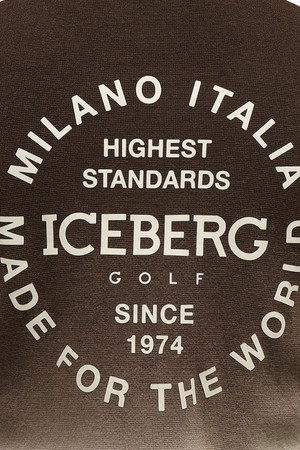 MILANO ITALIA
HIGHEST
STANDARDS
ICEBERG
GOLF
SINCE
1974
MADE FOR THE WORLD